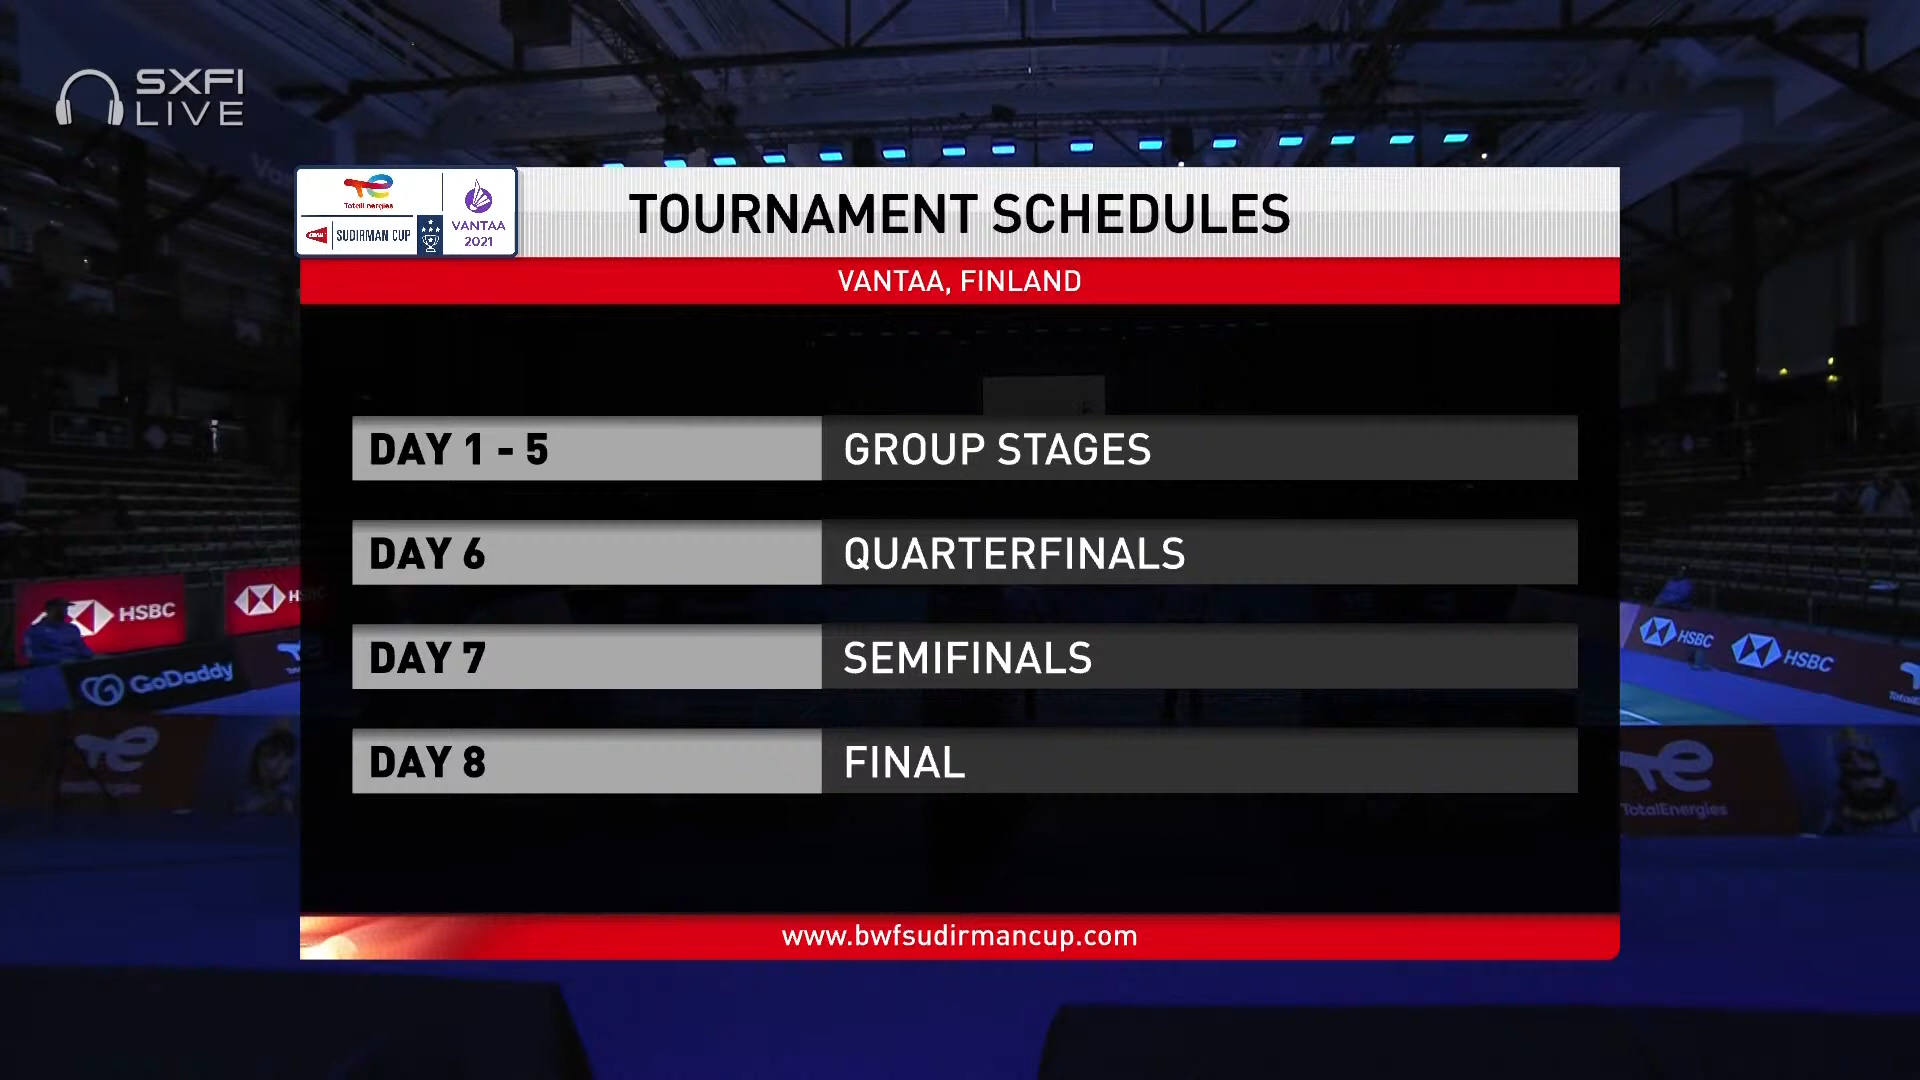 SXFI
LIVE
TotalEnergies
SUDIRMAN CUP
VANTAA
2021
TOURNAMENT SCHEDULES
VANTAA, FINLAND
DAY 1 - 5
GROUP STAGES
DAY 6
QUARTERFINALS
DAY 7
SEMIFINALS
DAY 8
FINAL
HSBC
GoDaddy
HSBC
HSBC
TotalEnergies
www.bwfsudirmancup.com